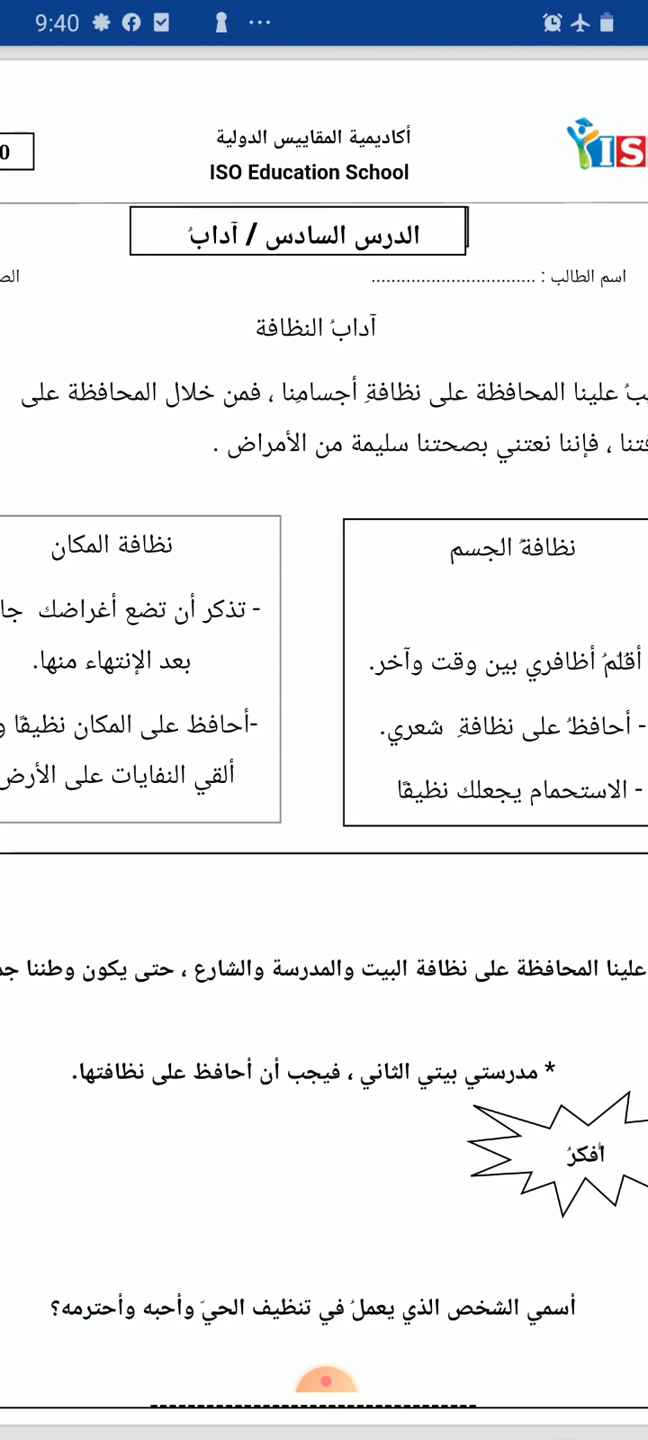 9:40
أكاديمية المقاييس الدولية
ISO Education School
IS
0
الدرس السادس / آدابُ
اسم الطالب : .................................
آدابُ النظافة
علينا المحافظة على نظافةِ أجسامِنا ، فمن خلال المحافظة على
، فإننا نعتني بصحتنا سليمة من الأمراض .
نظافةُ الجسم
أقلّمُ أظافري بين وقت وآخر.
- أحافظُ على نظافةِ شعري.
- الاستحمام يجعلك نظيفًا
نظافة المكان
- تذكر أن تضع أغراضك
بعد الإنتهاء منها.
-أحافظ على المكان نظيفًا و
ألقي النفايات على الأرض
علينا المحافظة على نظافة البيت والمدرسة والشارع ، حتى يكون وطننا
* مدرستي بيتي الثاني ، فيجب أن أحافظ على نظافتها.
أفكرُ
أسمي الشخص الذي يعملُ في تنظيف الحيّ وأحبه وأحترمه؟